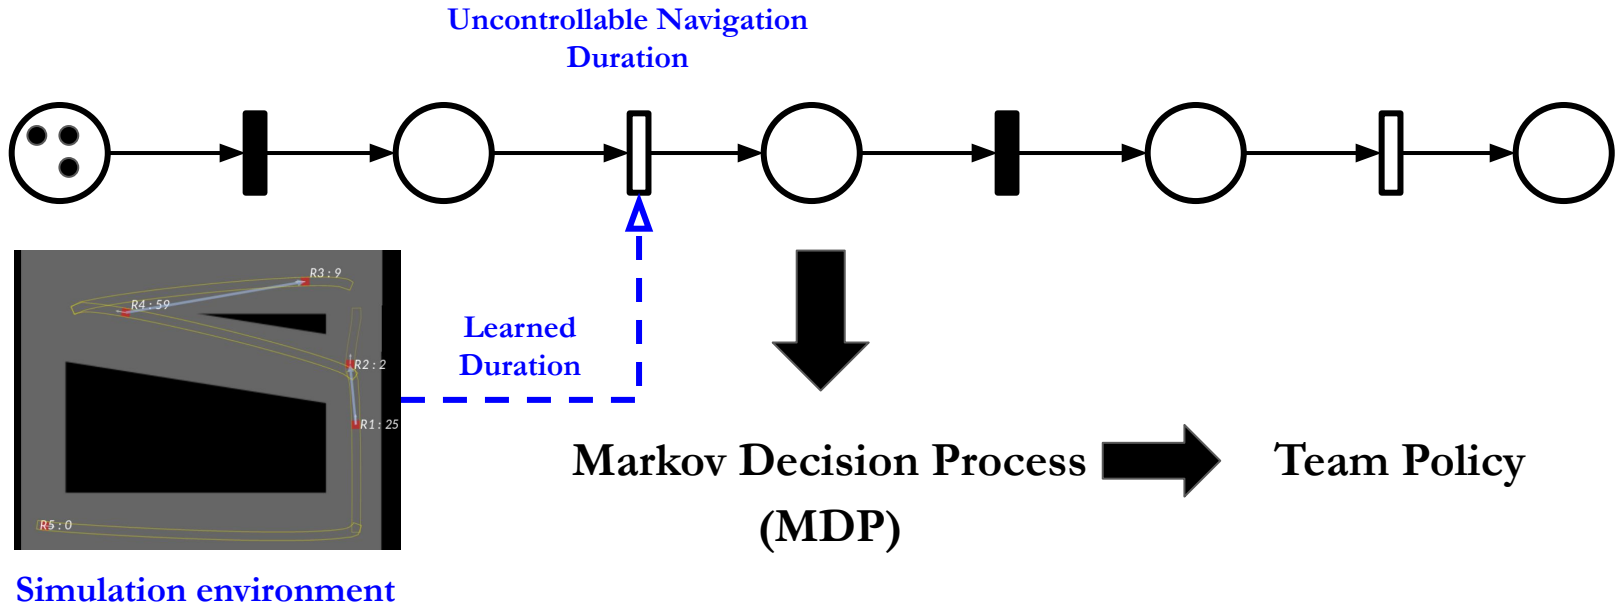 Uncontrollable Navigation
Duration
R3:9
R4:59
R2:2
R1:25
R5:0
Learned
Duration
Markov Decision Process
(MDP)
Team Policy
Simulation environment